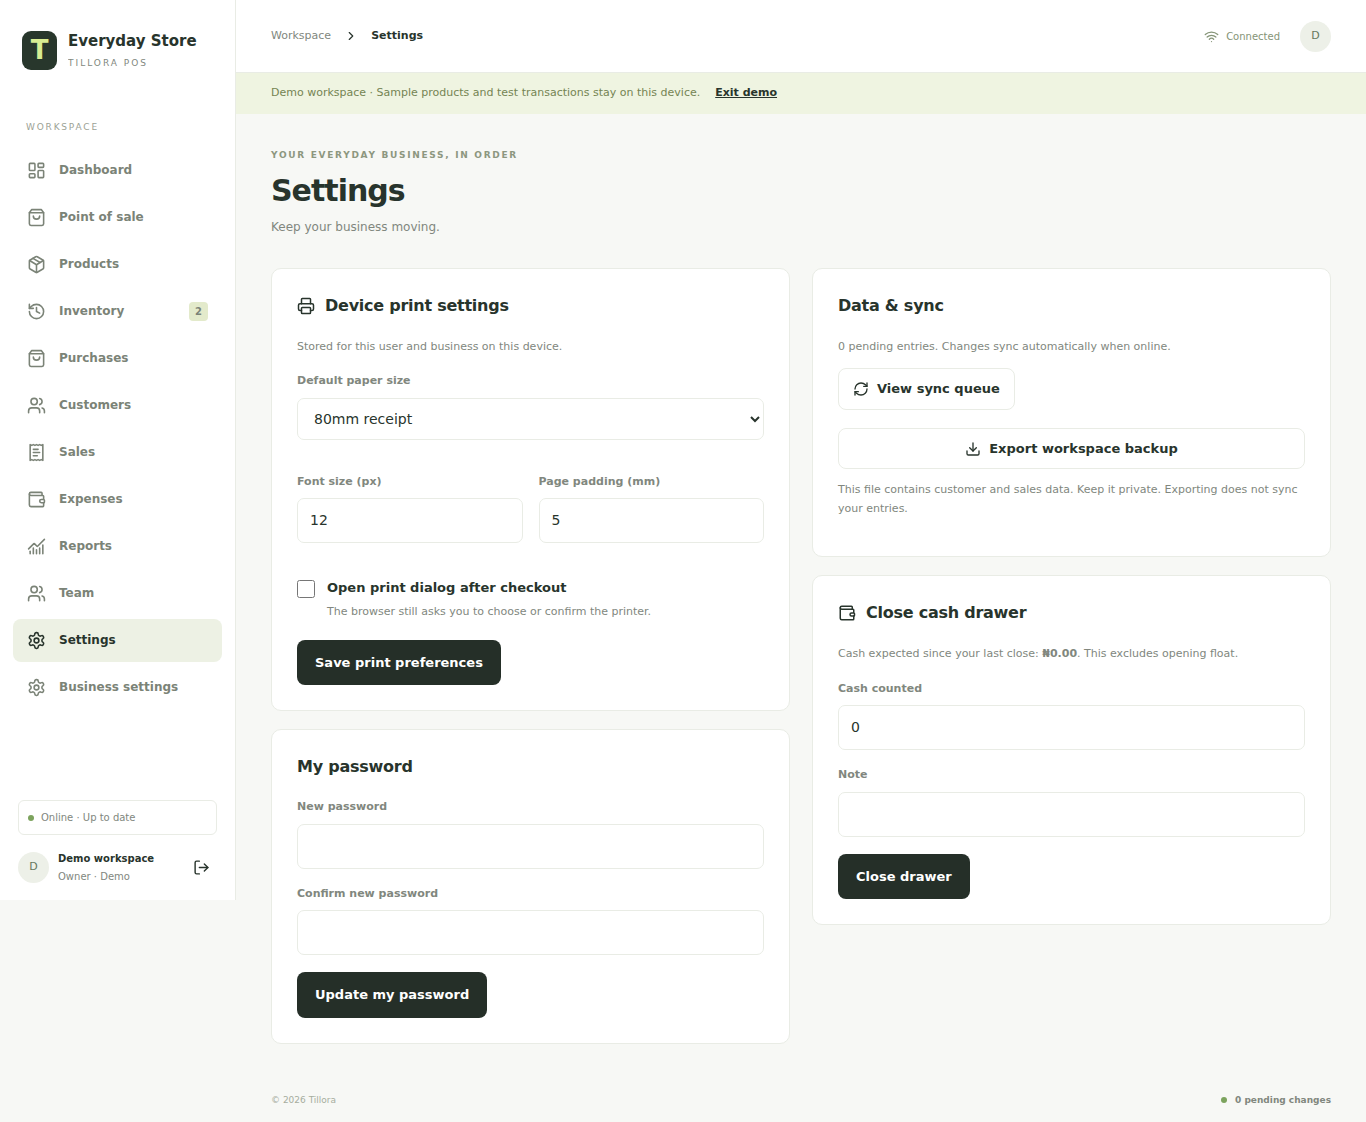 T
Everyday Store
TILLORA POS
WORKSPACE
Dashboard
Point of sale
Products
Inventory 2
Purchases
Customers
Sales
Expenses
Reports
Team
Settings
Business settings
Online · Up to date
D
Demo workspace
Owner · Demo
Workspace > Settings
Connected
D
Demo workspace · Sample products and test transactions stay on this device. Exit demo
YOUR EVERYDAY BUSINESS, IN ORDER
Settings
Keep your business moving.
Device print settings
Stored for this user and business on this device.
Default paper size
80mm receipt
Font size (px) Page padding (mm)
12 5
Open print dialog after checkout
The browser still asks you to choose or confirm the printer.
Save print preferences
My password
New password
Confirm new password
Update my password
Data & sync
0 pending entries. Changes sync automatically when online.
View sync queue
Export workspace backup
This file contains customer and sales data. Keep it private. Exporting does not sync
your entries.
Close cash drawer
Cash expected since your last close: ₦0.00. This excludes opening float.
Cash counted
0
Note
Close drawer
© 2026 Tillora
0 pending changes